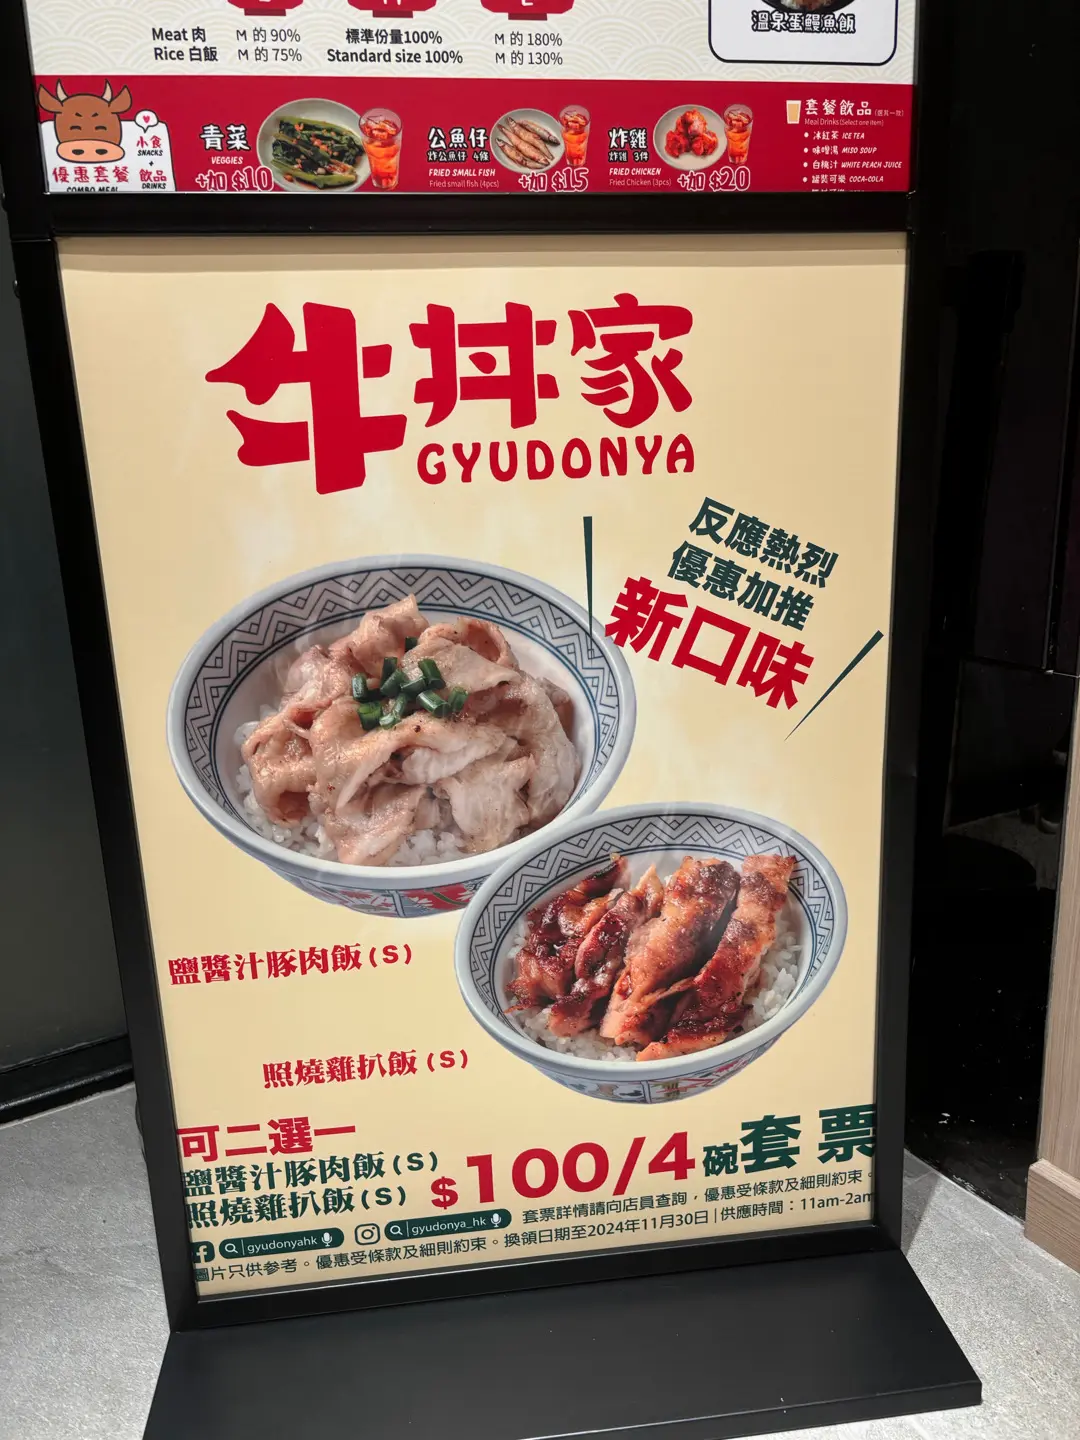 S M L
Meat 肉 M 的 90% 標準份量100% M 的 180%
Rice 白飯 M 的 75% Standard size 100% M 的 130%
溫泉蛋鰻魚飯
小食
SNACKS
+
優惠套餐 飲品
COMBO MEAL DRINKS
青菜
VEGGIES
+加 $10
公魚仔
炸公魚仔 4條
FRIED SMALL FISH
Fried small fish (4pcs)
+加 $15
炸雞
炸雞 3件
FRIED CHICKEN
Fried Chicken (3pcs)
+加 $20
套餐飲品 (選其一款)
Meal Drinks (Select one item)
• 冰紅茶 ICE TEA
• 味噌湯 MISO SOUP
• 白桃汁 WHITE PEACH JUICE
• 罐裝可樂 COCA-COLA
牛丼家
GYUDONYA
反應熱烈
優惠加推
新口味
鹽醬汁豚肉飯(S)
照燒雞扒飯(S)
可二選一
鹽醬汁豚肉飯(S)
照燒雞扒飯(S)
$100/4碗套票
套票詳情請向店員查詢，優惠受條款及細則約束。
gyudonyahk gyudonya_hk
圖片只供參考。優惠受條款及細則約束。換領日期至2024年11月30日|供應時間：11am-2am